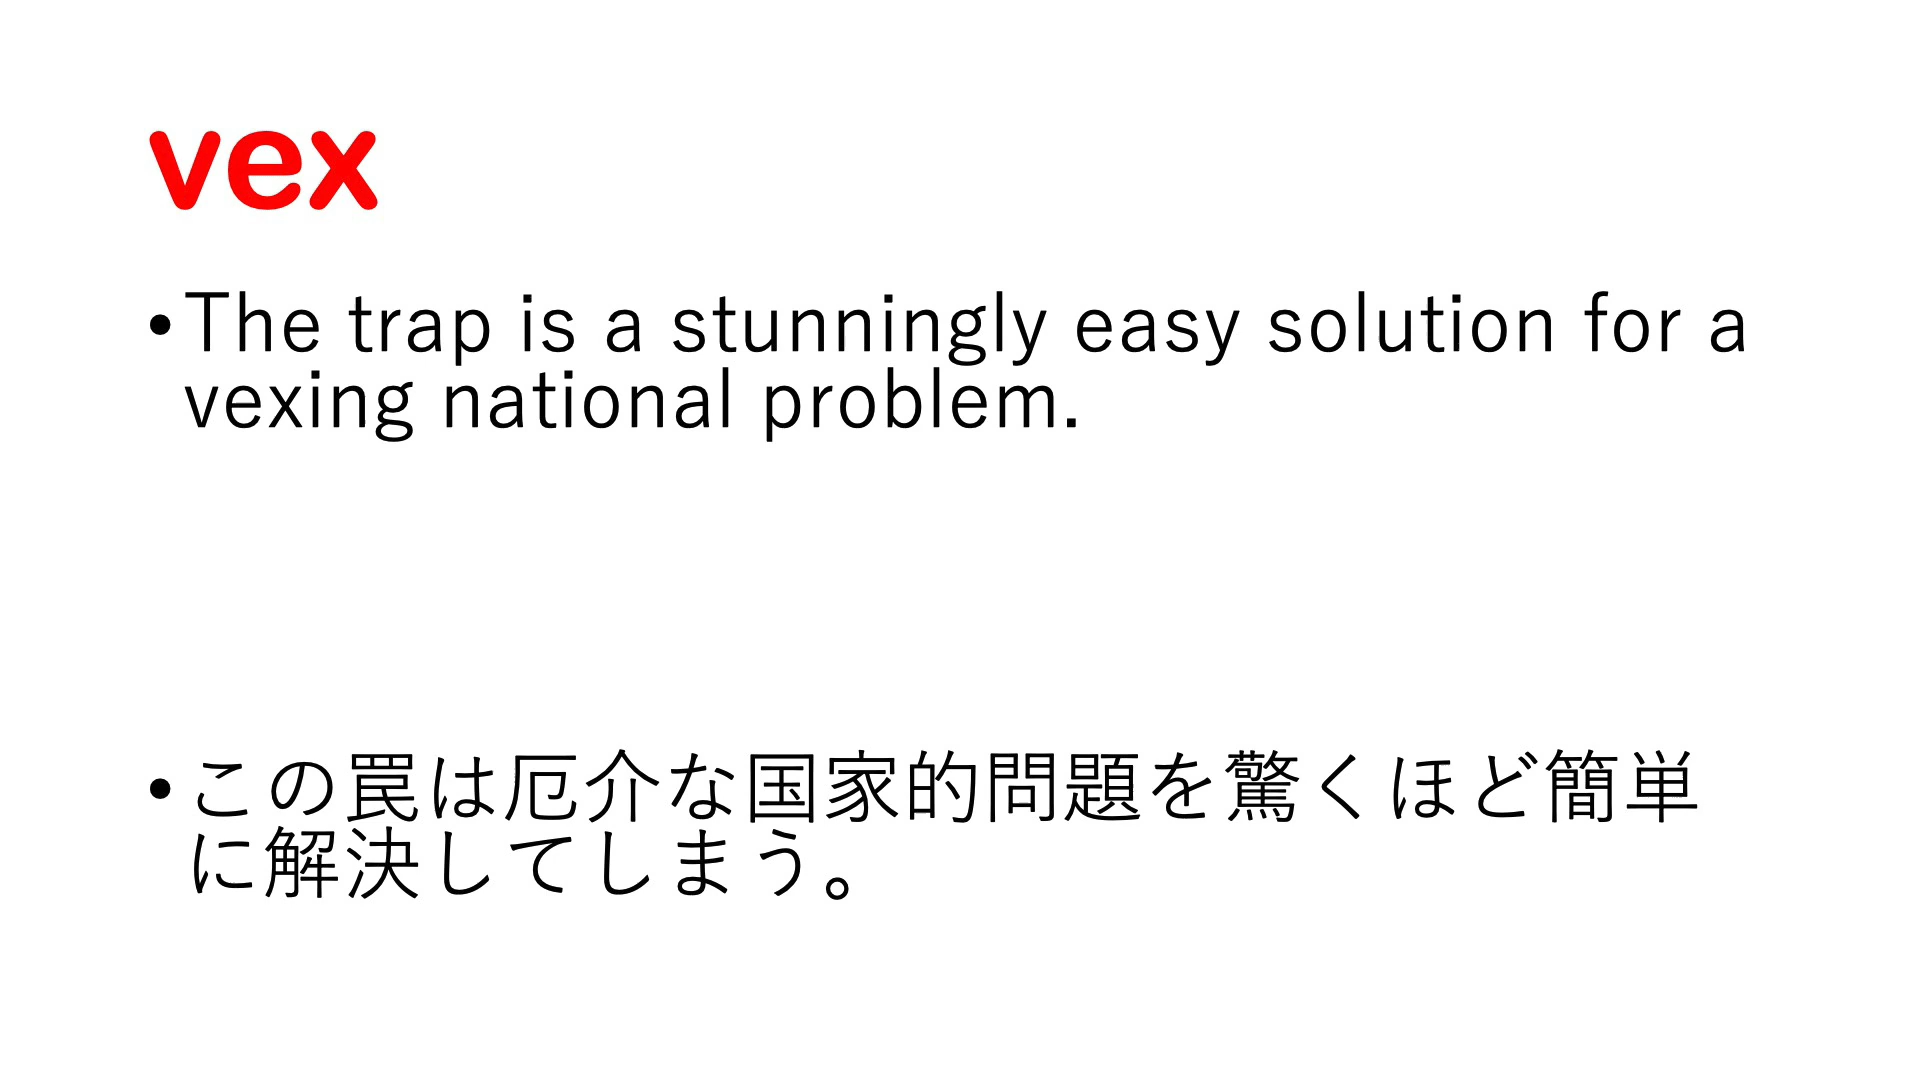 vex
•The trap is a stunningly easy solution for a
vexing national problem.
•この罠は厄介な国家的問題を驚くほど簡単
に解決してしまう。